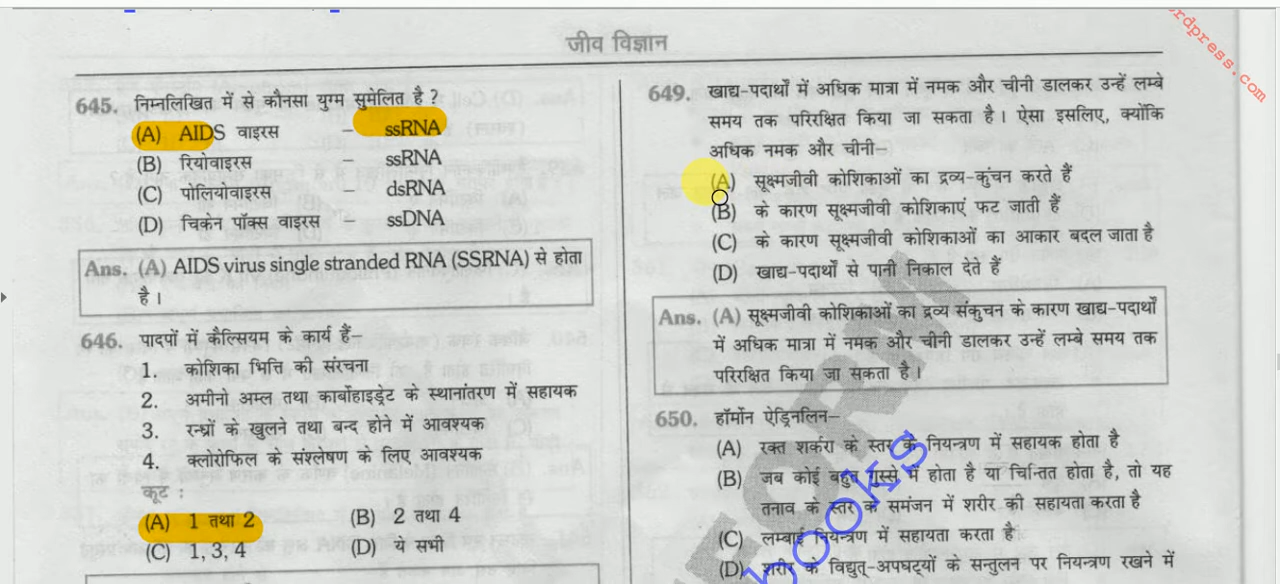 जीव विज्ञान
645. निम्नलिखित में से कौनसा युग्म सुमेलित है ?
(A) AIDS वाइरस – ssRNA
(B) रियोवाइरस – ssRNA
(C) पोलियोवाइरस – dsRNA
(D) चिकेन पॉक्स वाइरस – ssDNA
Ans. (A) AIDS virus single stranded RNA (SSRNA) से होता
है।
646. पादपों में कैल्सियम के कार्य हैं–
1. कोशिका भित्ति की संरचना
2. अमीनो अम्ल तथा कार्बोहाइड्रेट के स्थानांतरण में सहायक
3. रन्ध्रों के खुलने तथा बन्द होने में आवश्यक
4. क्लोरोफिल के संश्लेषण के लिए आवश्यक
कूट :
(A) 1 तथा 2 (B) 2 तथा 4
(C) 1, 3, 4 (D) ये सभी
649. खाद्य-पदार्थों में अधिक मात्रा में नमक और चीनी डालकर उन्हें लम्बे
समय तक परिरक्षित किया जा सकता है। ऐसा इसलिए, क्योंकि
अधिक नमक और चीनी–
(A) सूक्ष्मजीवी कोशिकाओं का द्रव्य-कुंचन करते हैं
(B) के कारण सूक्ष्मजीवी कोशिकाएं फट जाती हैं
(C) के कारण सूक्ष्मजीवी कोशिकाओं का आकार बदल जाता है
(D) खाद्य-पदार्थों से पानी निकाल देते हैं
Ans. (A) सूक्ष्मजीवी कोशिकाओं का द्रव्य संकुचन के कारण खाद्य-पदार्थों
में अधिक मात्रा में नमक और चीनी डालकर उन्हें लम्बे समय तक
परिरक्षित किया जा सकता है।
650. हॉर्मोन ऐड्रिनलिन–
(A) रक्त शर्करा के स्तर के नियन्त्रण में सहायक होता है
(B) जब कोई बहुत गुस्से में होता है या चिन्तित होता है, तो यह
तनाव के स्तर के समंजन में शरीर की सहायता करता है
(C) लम्बाई नियन्त्रण में सहायता करता है
(D) शरीर के विद्युत्-अपघट्यों के सन्तुलन पर नियन्त्रण रखने में
rdpress.com
books